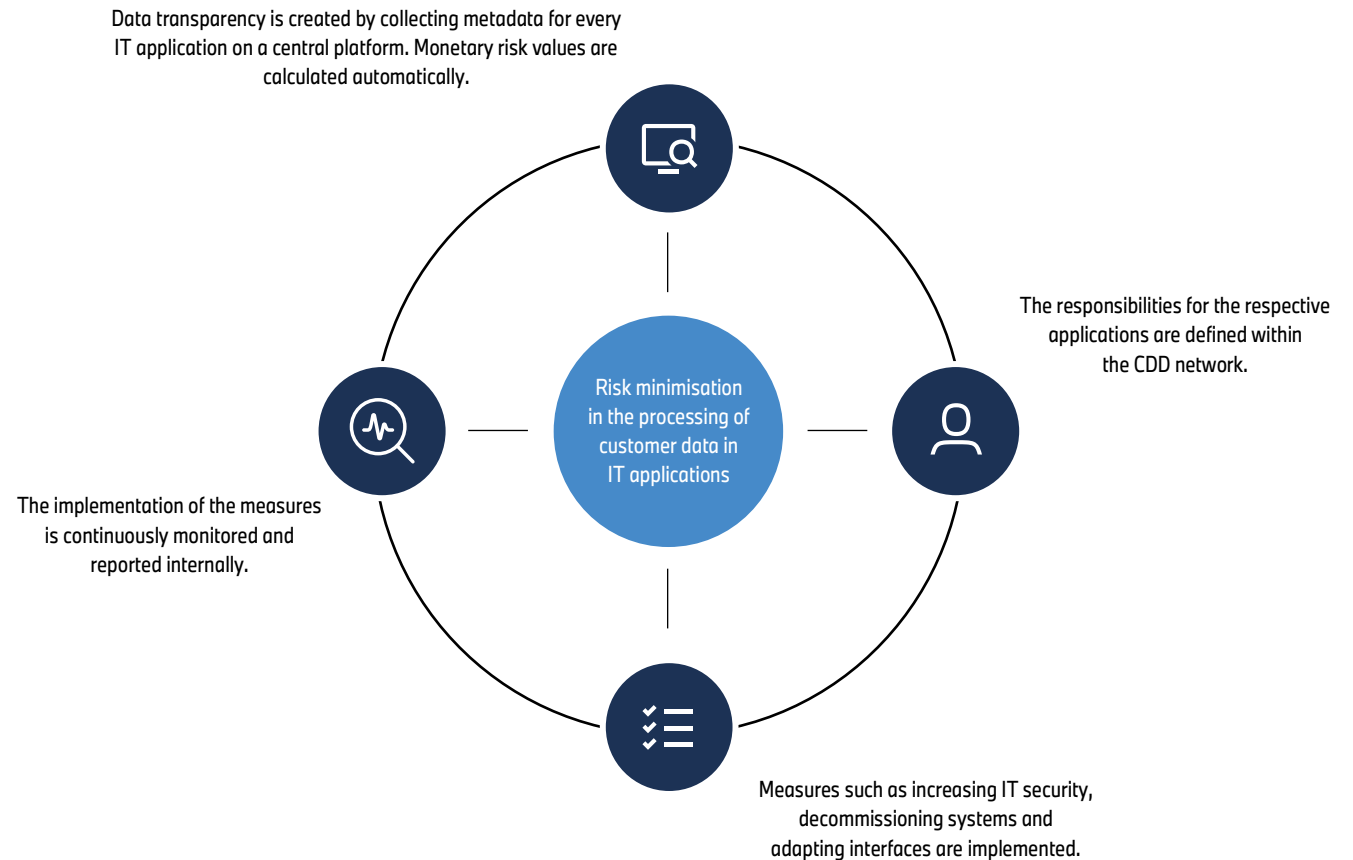 Data transparency is created by collecting metadata for every
IT application on a central platform. Monetary risk values are
calculated automatically.
The responsibilities for the respective
applications are defined within
the CDD network.
Risk minimisation
in the processing of
customer data in
IT applications
The implementation of the measures
is continuously monitored and
reported internally.
Measures such as increasing IT security,
decommissioning systems and
adapting interfaces are implemented.